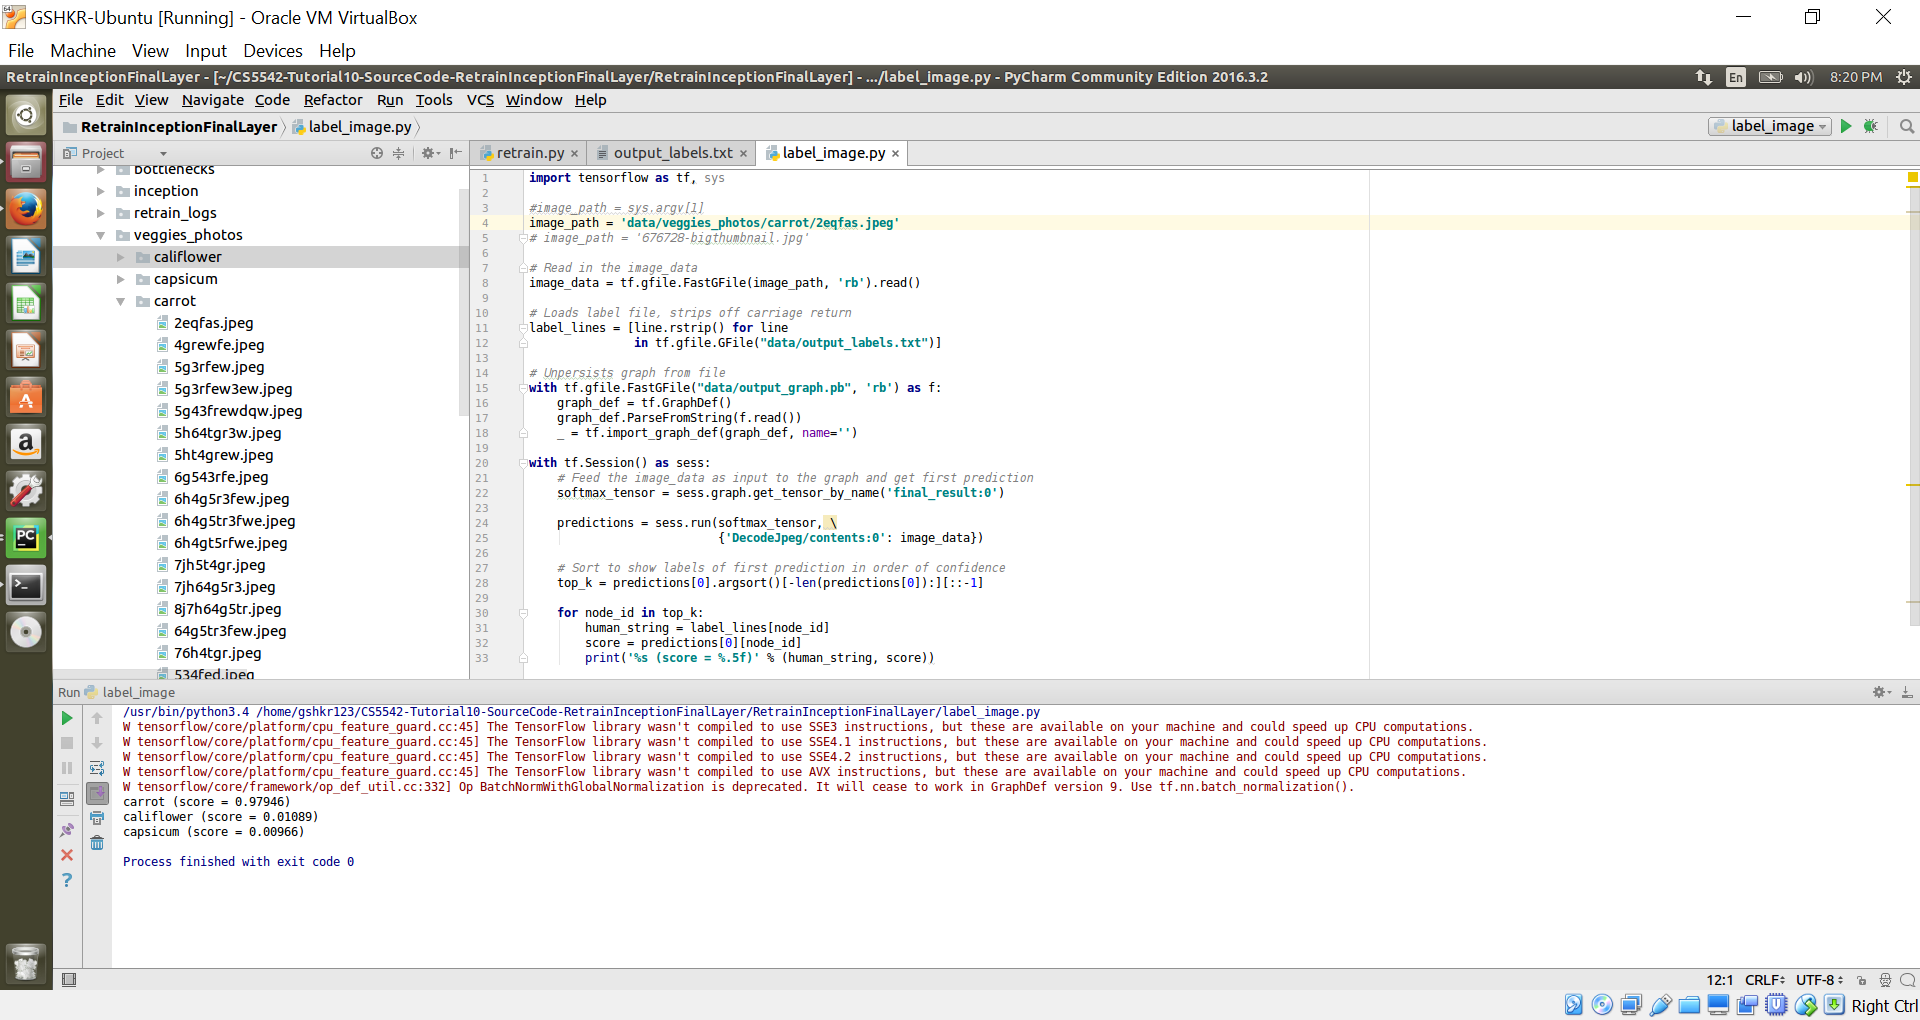 GSHKR-Ubuntu [Running] - Oracle VM VirtualBox
File Machine View Input Devices Help
RetrainInceptionFinalLayer - [~/CS5542-Tutorial10-SourceCode-RetrainInceptionFinalLayer/RetrainInceptionFinalLayer] - .../label_image.py - PyCharm Community Edition 2016.3.2
En 8:20 PM
File Edit View Navigate Code Refactor Run Tools VCS Window Help
RetrainInceptionFinalLayer label_image.py
label_image
Project
retrain.py output_labels.txt label_image.py
bottlenecks
inception
retrain_logs
veggies_photos
califlower
capsicum
carrot
2eqfas.jpeg
4grewfe.jpeg
5g3rfew.jpeg
5g3rfew3ew.jpeg
5g43frewdqw.jpeg
5h64tgr3w.jpeg
5ht4grew.jpeg
6g543rfe.jpeg
6h4g5r3few.jpeg
6h4g5tr3fwe.jpeg
6h4gt5rfwe.jpeg
7jh5t4gr.jpeg
7jh64g5r3.jpeg
8j7h64g5tr.jpeg
64g5tr3few.jpeg
76h4tgr.jpeg
534fed.jpeg
1 import tensorflow as tf, sys
2
3 #image_path = sys.argv[1]
4 image_path = 'data/veggies_photos/carrot/2eqfas.jpeg'
5 # image_path = '676728-bigthumbnail.jpg'
6
7 # Read in the image_data
8 image_data = tf.gfile.FastGFile(image_path, 'rb').read()
9
10 # Loads label file, strips off carriage return
11 label_lines = [line.rstrip() for line
12 in tf.gfile.GFile("data/output_labels.txt")]
13
14 # Unpersists graph from file
15 with tf.gfile.FastGFile("data/output_graph.pb", 'rb') as f:
16 graph_def = tf.GraphDef()
17 graph_def.ParseFromString(f.read())
18 _ = tf.import_graph_def(graph_def, name='')
19
20 with tf.Session() as sess:
21 # Feed the image_data as input to the graph and get first prediction
22 softmax_tensor = sess.graph.get_tensor_by_name('final_result:0')
23
24 predictions = sess.run(softmax_tensor, \
25 {'DecodeJpeg/contents:0': image_data})
26
27 # Sort to show labels of first prediction in order of confidence
28 top_k = predictions[0].argsort()[-len(predictions[0]):][::-1]
29
30 for node_id in top_k:
31 human_string = label_lines[node_id]
32 score = predictions[0][node_id]
33 print('%s (score = %.5f)' % (human_string, score))
Run label_image
/usr/bin/python3.4 /home/gshkr123/CS5542-Tutorial10-SourceCode-RetrainInceptionFinalLayer/RetrainInceptionFinalLayer/label_image.py
W tensorflow/core/platform/cpu_feature_guard.cc:45] The TensorFlow library wasn't compiled to use SSE3 instructions, but these are available on your machine and could speed up CPU computations.
W tensorflow/core/platform/cpu_feature_guard.cc:45] The TensorFlow library wasn't compiled to use SSE4.1 instructions, but these are available on your machine and could speed up CPU computations.
W tensorflow/core/platform/cpu_feature_guard.cc:45] The TensorFlow library wasn't compiled to use SSE4.2 instructions, but these are available on your machine and could speed up CPU computations.
W tensorflow/core/platform/cpu_feature_guard.cc:45] The TensorFlow library wasn't compiled to use AVX instructions, but these are available on your machine and could speed up CPU computations.
W tensorflow/core/framework/op_def_util.cc:332] Op BatchNormWithGlobalNormalization is deprecated. It will cease to work in GraphDef version 9. Use tf.nn.batch_normalization().
carrot (score = 0.97946)
califlower (score = 0.01089)
capsicum (score = 0.00966)
Process finished with exit code 0
12:1 CRLF UTF-8
Right Ctrl